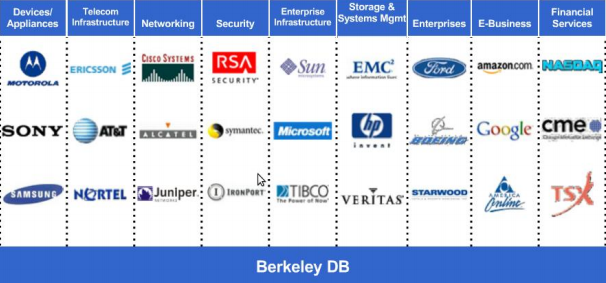 Devices/
Appliances
Telecom
Infrastructure
Networking
Security
Enterprise
Infrastructure
Storage &
Systems Mgmt
Enterprises
E-Business
Financial
Services
MOTOROLA
ERICSSON
CISCO SYSTEMS
RSA
SECURITY
Sun
EMC²
where information lives
Ford
amazon.com
NASDAQ
SONY
AT&T
ALCATEL
symantec.
Microsoft
hp
invent
BOEING
Google
cme
SAMSUNG
NORTEL
Juniper
NETWORKS
IRONPORT
TIBCO
The Power of Now
VERITAS
STARWOOD
AMERICA
Online
TSX
Berkeley DB